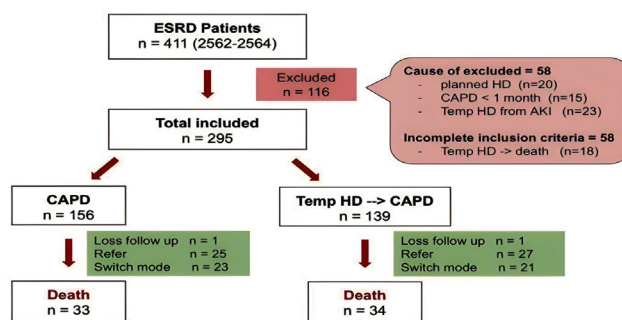 ESRD Patients
n = 411 (2562-2564)
Excluded
n = 116
Cause of excluded = 58
- planned HD (n=20)
- CAPD < 1 month (n=15)
- Temp HD from AKI (n=23)
Incomplete inclusion criteria = 58
- Temp HD -> death (n=18)
Total included
n = 295
CAPD
n = 156
Temp HD --> CAPD
n = 139
Loss follow up n = 1
Refer n = 25
Switch mode n = 23
Loss follow up n = 1
Refer n = 27
Switch mode n = 21
Death
n = 33
Death
n = 34